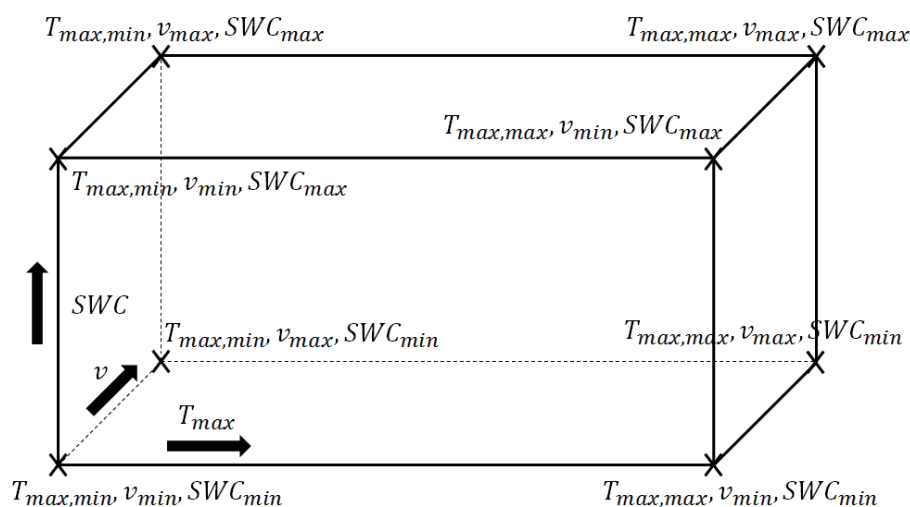 T_{max,min}, v_{max}, SWC_{max}
T_{max,max}, v_{max}, SWC_{max}
T_{max,max}, v_{min}, SWC_{max}
T_{max,min}, v_{min}, SWC_{max}
SWC
T_{max,min}, v_{max}, SWC_{min}
T_{max,max}, v_{max}, SWC_{min}
v
T_{max}
T_{max,min}, v_{min}, SWC_{min}
T_{max,max}, v_{min}, SWC_{min}